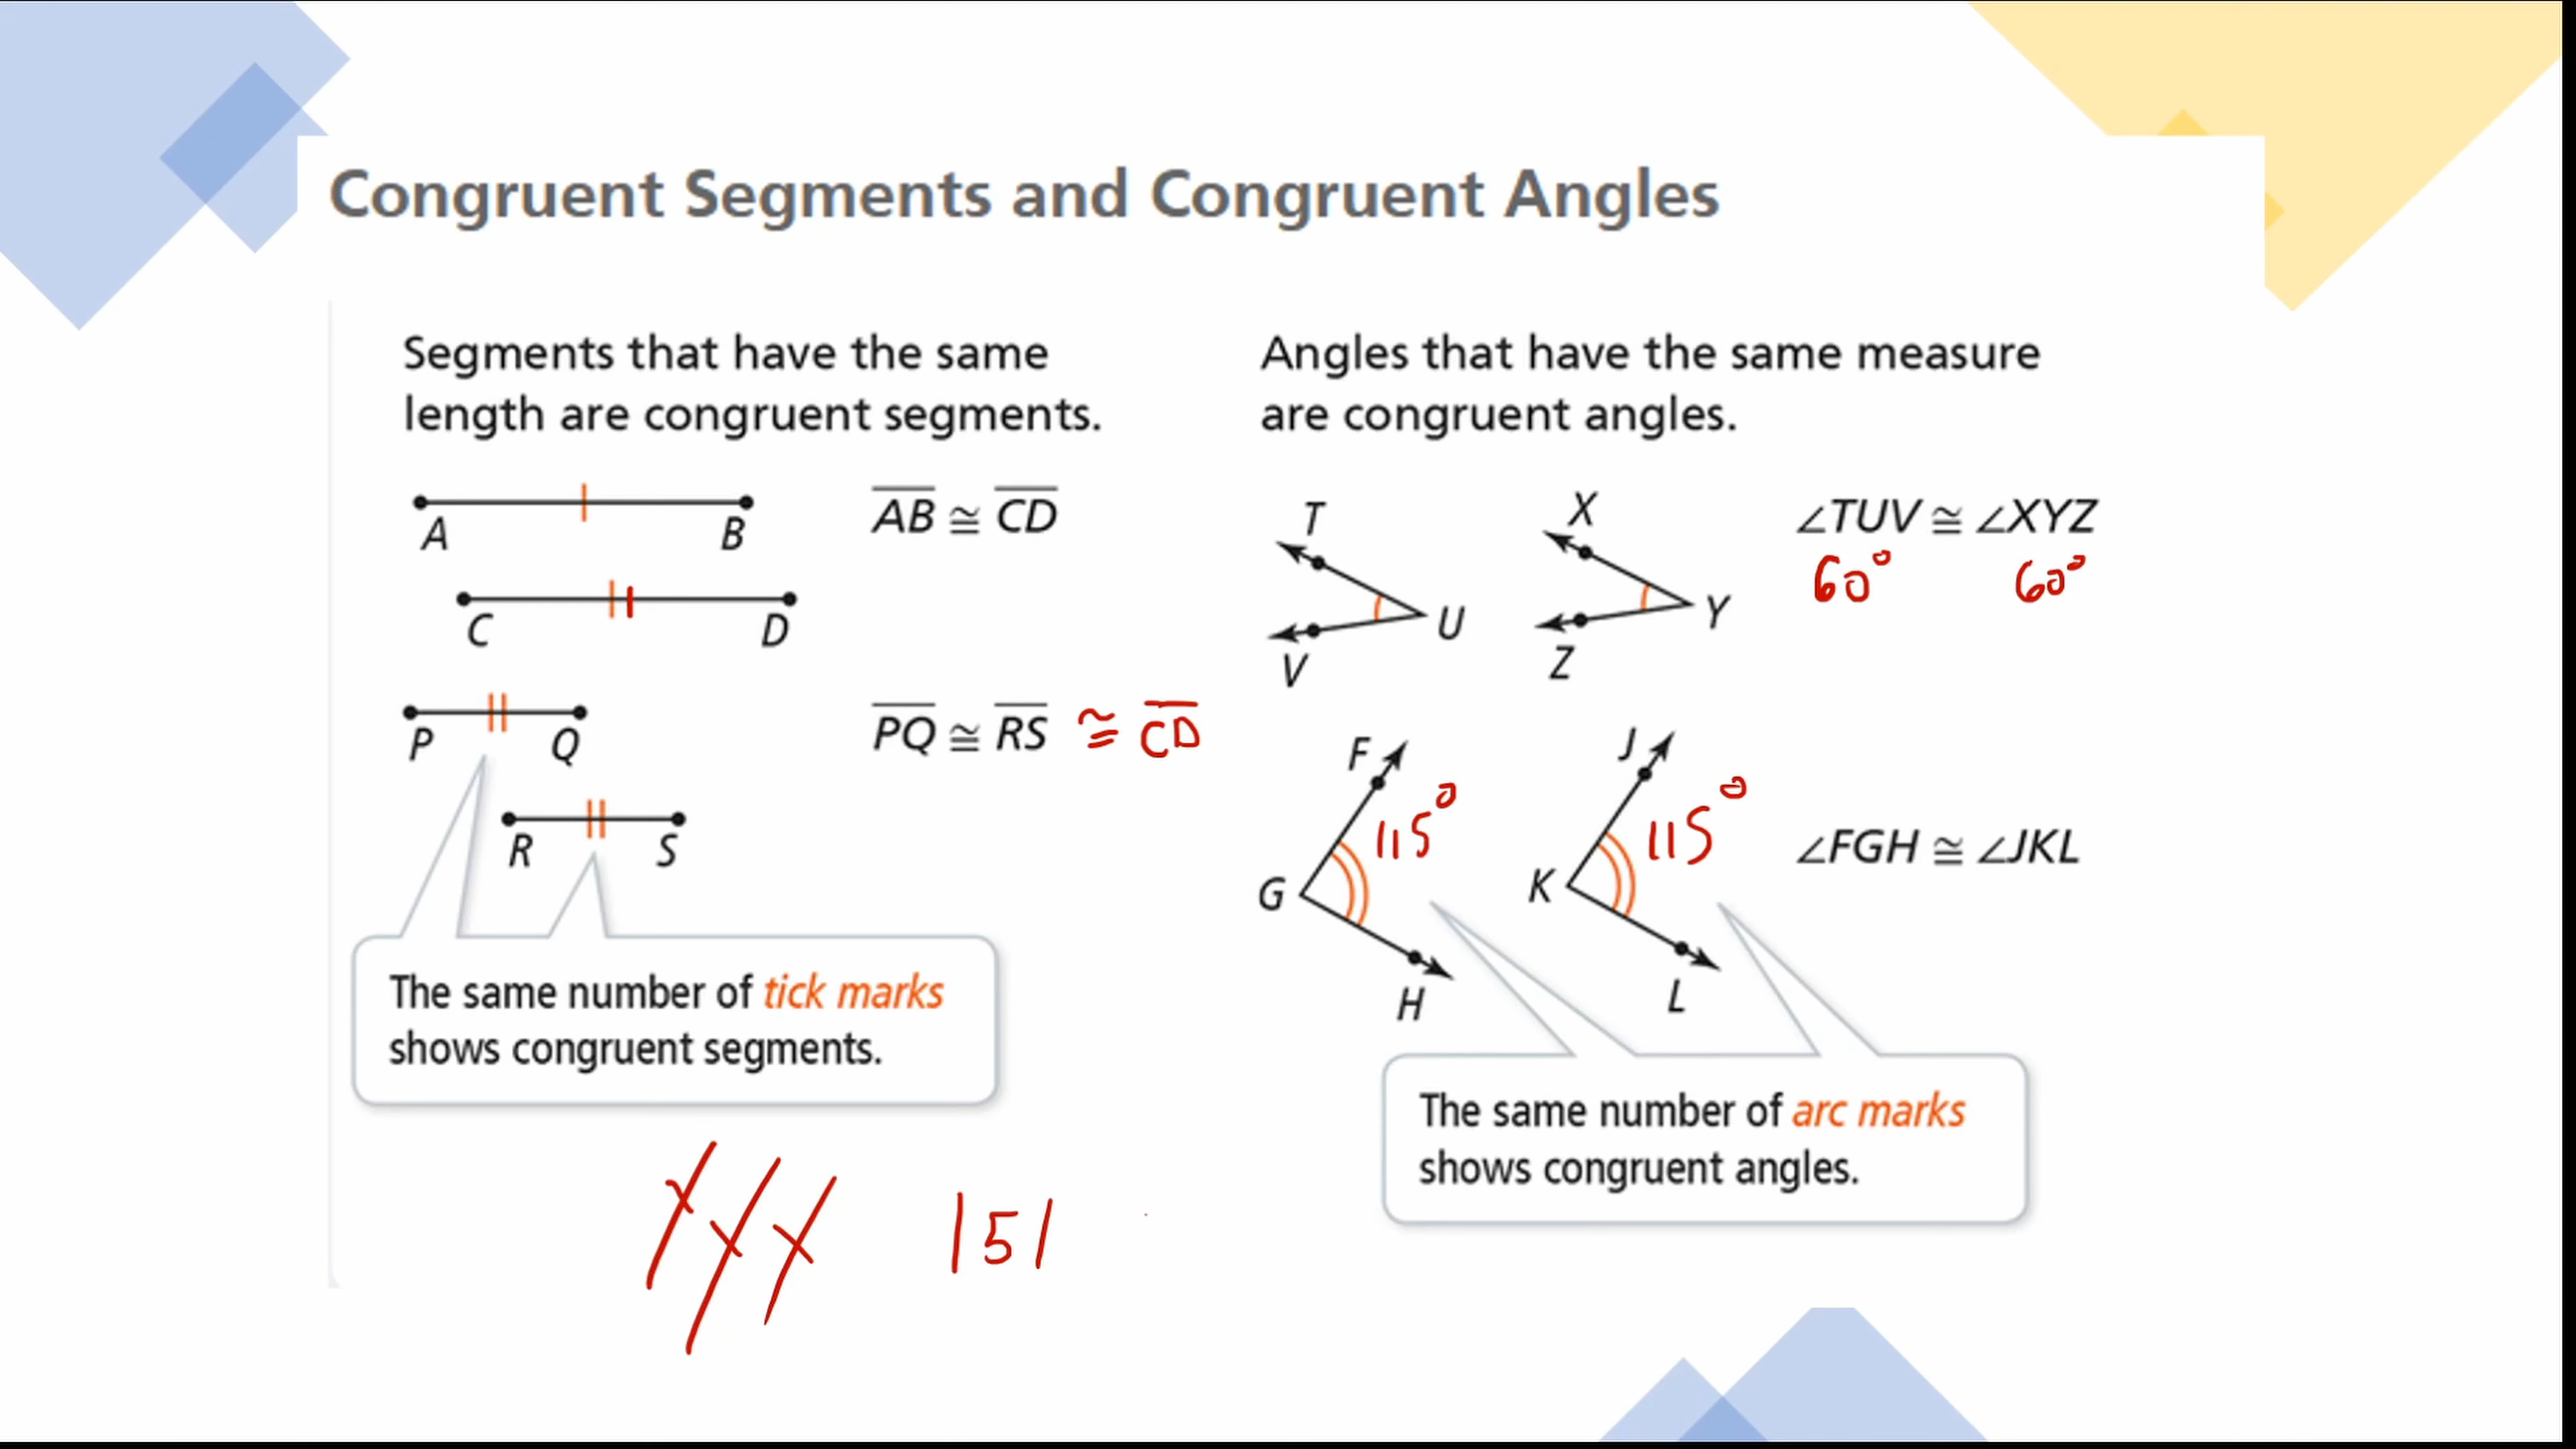 Congruent Segments and Congruent Angles
Segments that have the same
length are congruent segments.
A B
AB ≅ CD
C D
P Q
PQ ≅ RS ≅ CD
R S
The same number of tick marks
shows congruent segments.
151
Angles that have the same measure
are congruent angles.
T
U
V
X
Y
Z
∠TUV ≅ ∠XYZ
60° 60°
F
115°
G
H
J
115°
K
L
∠FGH ≅ ∠JKL
The same number of arc marks
shows congruent angles.